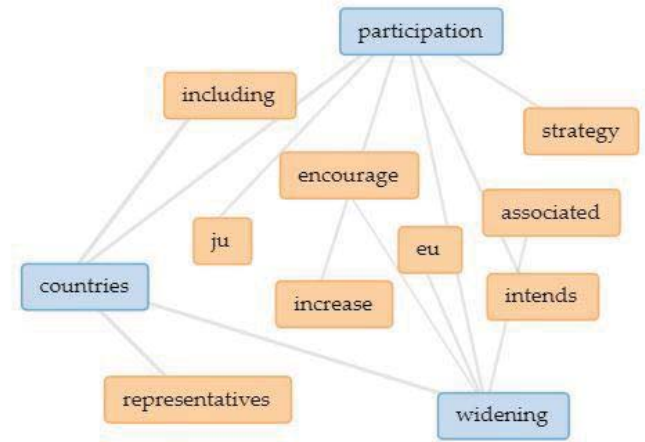 participation
including
strategy
encourage
associated
ju
eu
countries
increase
intends
representatives
widening